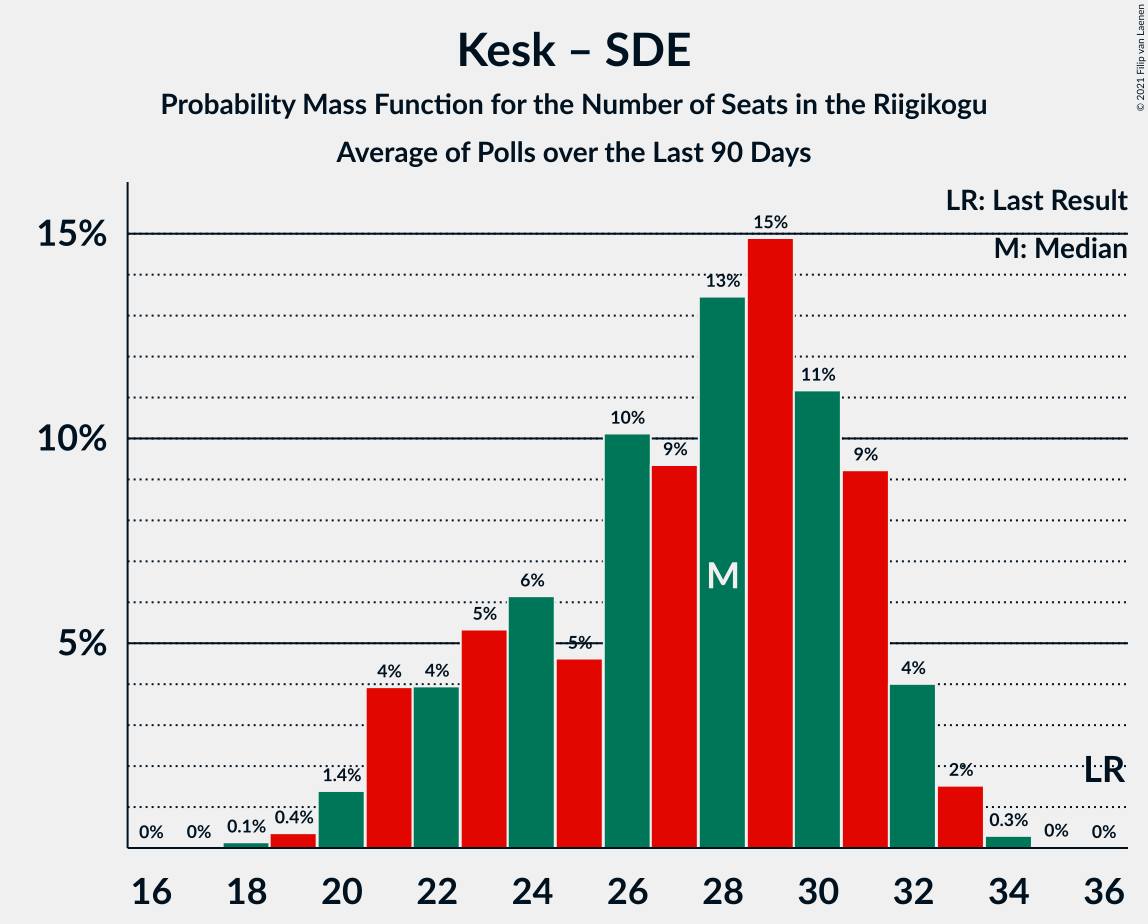 Kesk – SDE
Probability Mass Function for the Number of Seats in the Riigikogu
Average of Polls over the Last 90 Days
© 2021 Filip van Laenen
LR: Last Result
M: Median
15%
10%
5%
0%
0%
0.1%
0.4%
1.4%
4%
4%
5%
6%
5%
10%
9%
13%
15%
11%
9%
4%
2%
0.3%
0%
0%
M
LR
16 18 20 22 24 26 28 30 32 34 36